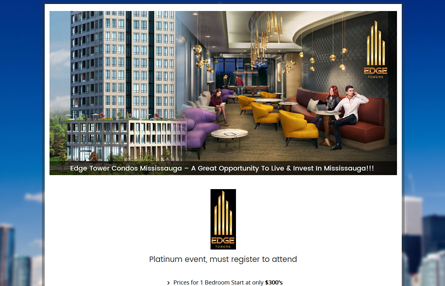 EDGE
TOWERS
Edge Tower Condos Mississauga – A Great Opportunity To Live & Invest In Mississauga!!!
EDGE
TOWERS
Platinum event, must register to attend
Prices for 1 Bedroom Start at only $300's